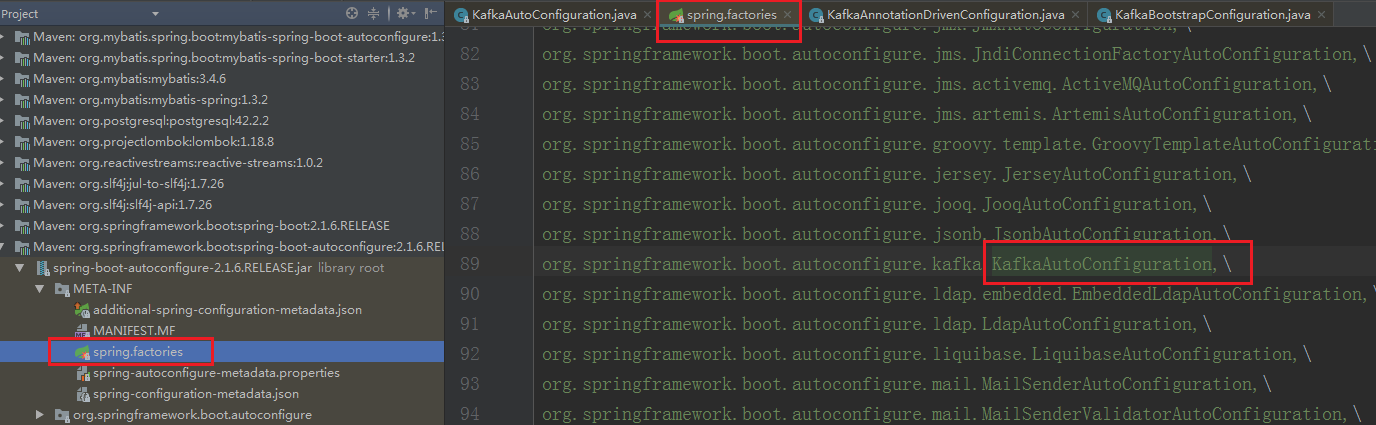 Project
Maven: org.mybatis.spring.boot:mybatis-spring-boot-autoconfigure:1.3
Maven: org.mybatis.spring.boot:mybatis-spring-boot-starter:1.3.2
Maven: org.mybatis:mybatis:3.4.6
Maven: org.mybatis:mybatis-spring:1.3.2
Maven: org.postgresql:postgresql:42.2.2
Maven: org.projectlombok:lombok:1.18.8
Maven: org.reactivestreams:reactive-streams:1.0.2
Maven: org.slf4j:jul-to-slf4j:1.7.26
Maven: org.slf4j:slf4j-api:1.7.26
Maven: org.springframework.boot:spring-boot:2.1.6.RELEASE
Maven: org.springframework.boot:spring-boot-autoconfigure:2.1.6.REL
spring-boot-autoconfigure-2.1.6.RELEASE.jar library root
META-INF
additional-spring-configuration-metadata.json
MANIFEST.MF
spring.factories
spring-autoconfigure-metadata.properties
spring-configuration-metadata.json
org.springframework.boot.autoconfigure
KafkaAutoConfiguration.java spring.factories KafkaAnnotationDrivenConfiguration.java KafkaBootstrapConfiguration.java
81 org.springframework.boot.autoconfigure.jmx.JmxAutoConfiguration,\
82 org.springframework.boot.autoconfigure.jms.JndiConnectionFactoryAutoConfiguration,\
83 org.springframework.boot.autoconfigure.jms.activemq.ActiveMQAutoConfiguration,\
84 org.springframework.boot.autoconfigure.jms.artemis.ArtemisAutoConfiguration,\
85 org.springframework.boot.autoconfigure.groovy.template.GroovyTemplateAutoConfigurati
86 org.springframework.boot.autoconfigure.jersey.JerseyAutoConfiguration,\
87 org.springframework.boot.autoconfigure.jooq.JooqAutoConfiguration,\
88 org.springframework.boot.autoconfigure.jsonb.JsonbAutoConfiguration,\
89 org.springframework.boot.autoconfigure.kafka.KafkaAutoConfiguration,\
90 org.springframework.boot.autoconfigure.ldap.embedded.EmbeddedLdapAutoConfiguration,\
91 org.springframework.boot.autoconfigure.ldap.LdapAutoConfiguration,\
92 org.springframework.boot.autoconfigure.liquibase.LiquibaseAutoConfiguration,\
93 org.springframework.boot.autoconfigure.mail.MailSenderAutoConfiguration,\
94 org.springframework.boot.autoconfigure.mail.MailSenderValidatorAutoConfiguration,\